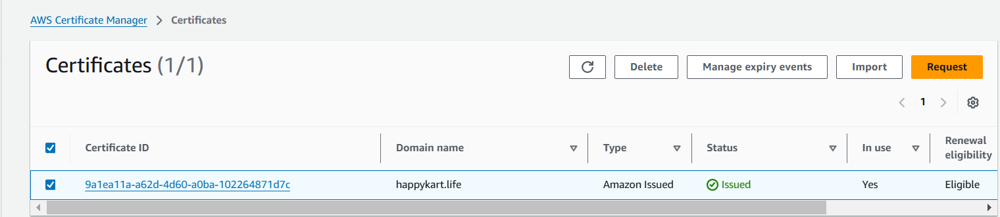 AWS Certificate Manager > Certificates
Certificates (1/1)
Delete
Manage expiry events
Import
Request
1
Certificate ID
Domain name
Type
Status
In use
Renewal
eligibility
9a1ea11a-a62d-4d60-a0ba-102264871d7c
happykart.life
Amazon Issued
Issued
Yes
Eligible